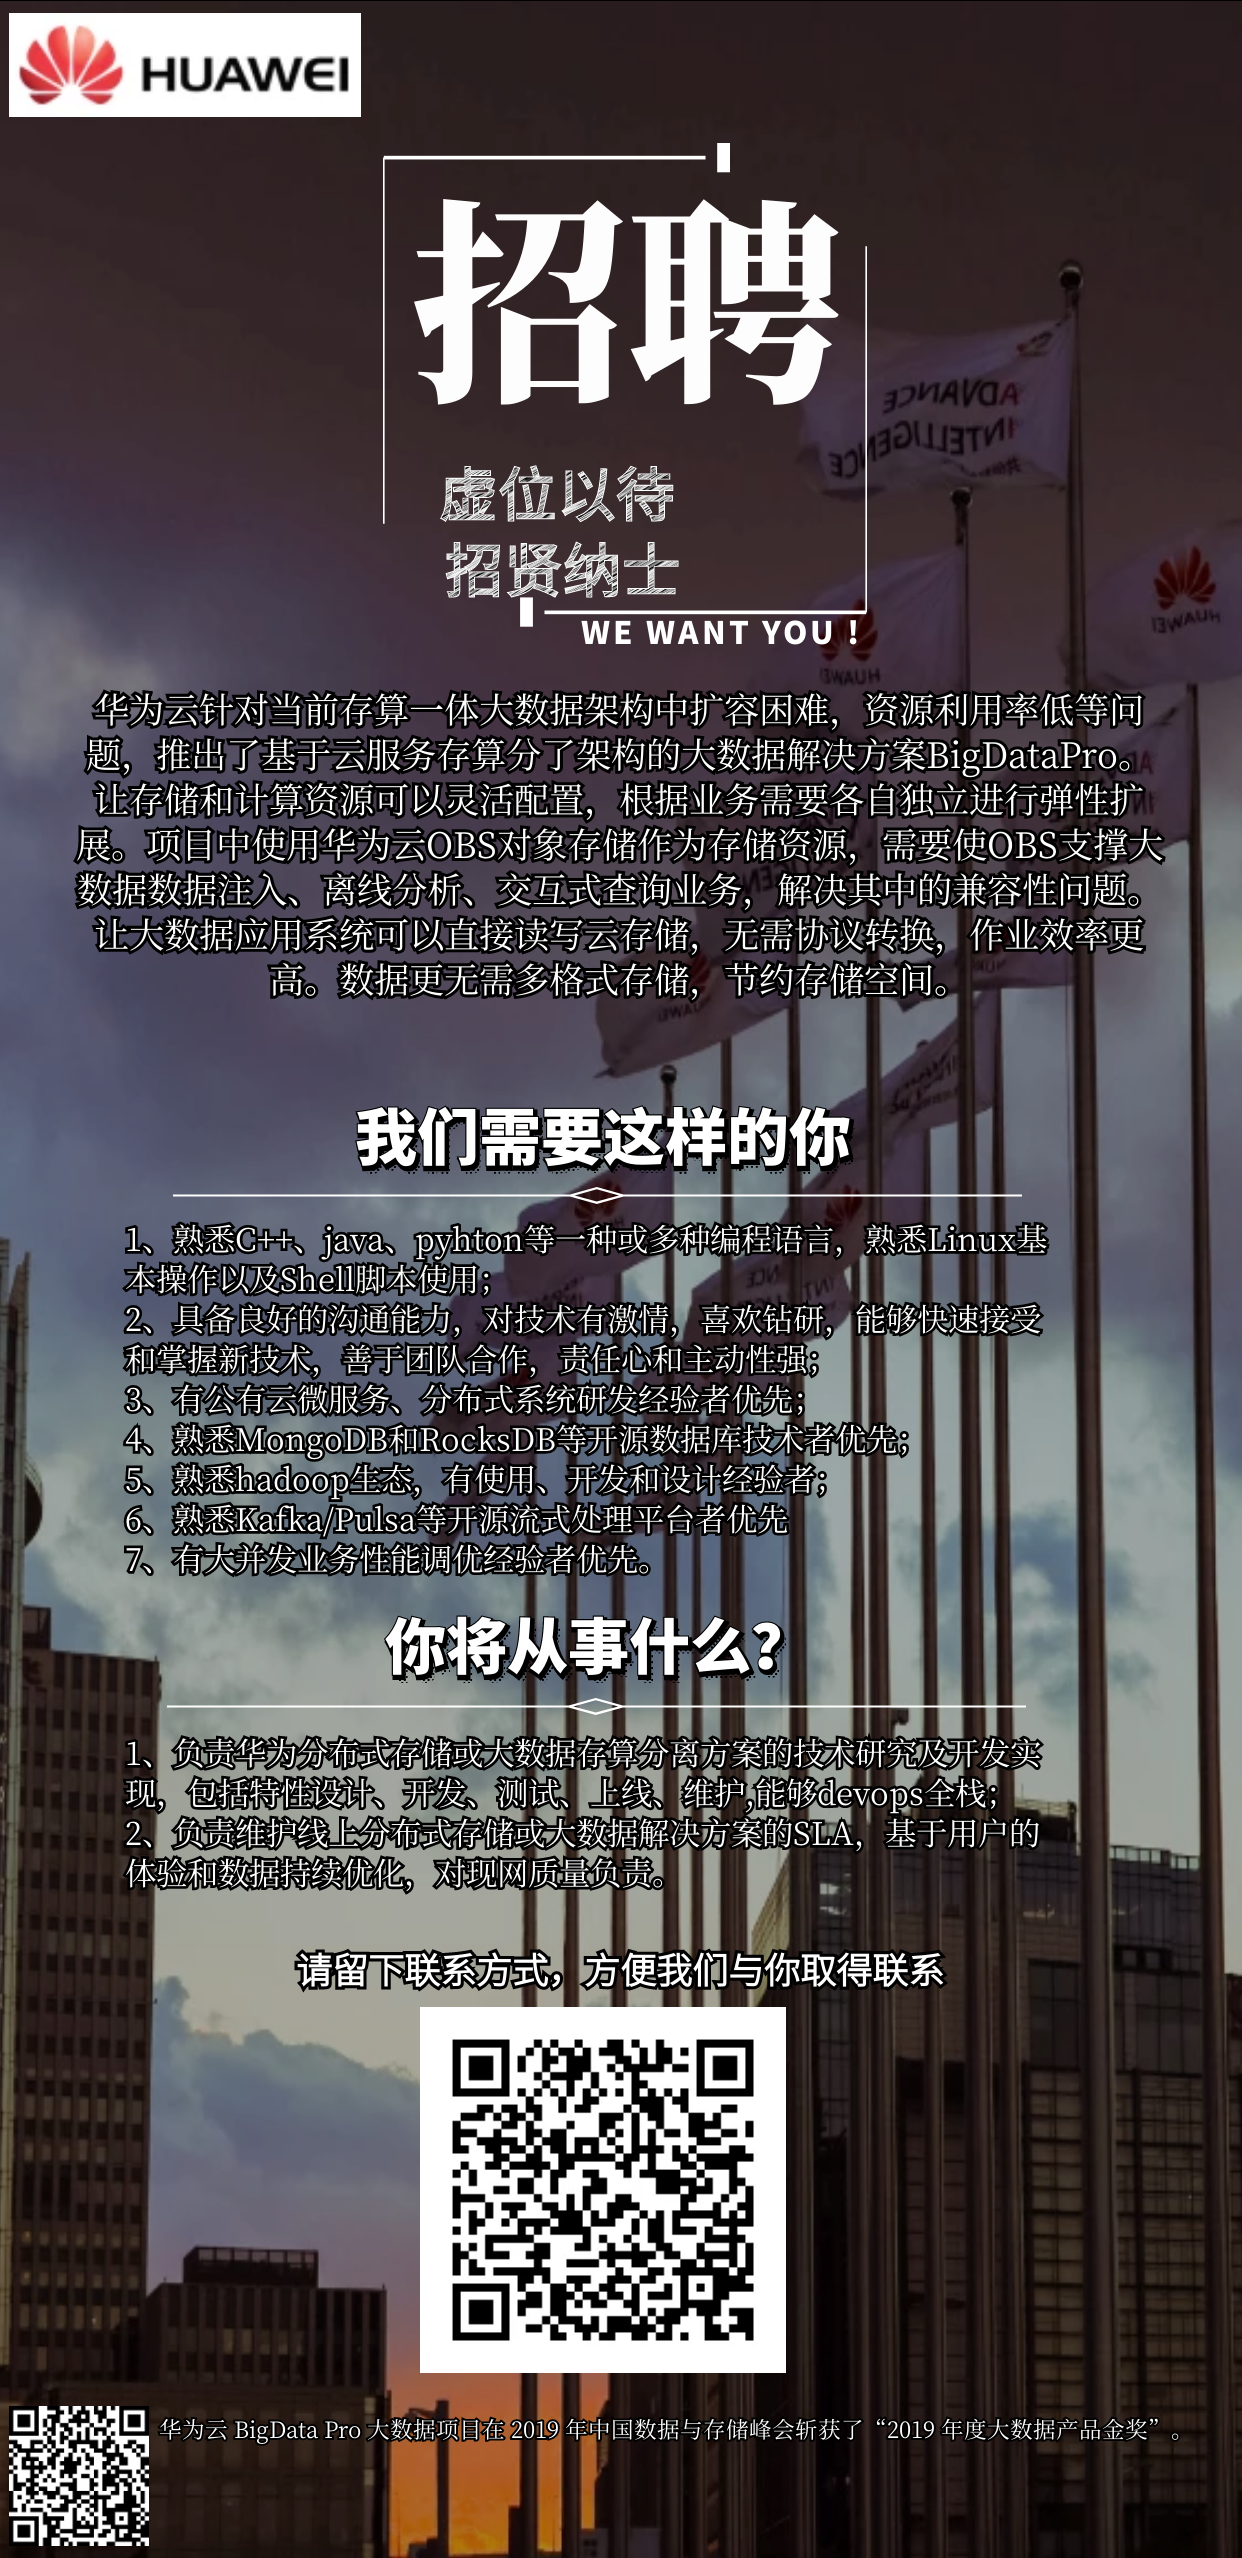 HUAWEI
招聘
虚位以待
招贤纳士
WE WANT YOU !
ADVANCE
INTELLIGENCE
HUAWEI
HUAWEI
华为云针对当前存算一体大数据架构中扩容困难，资源利用率低等问
题，推出了基于云服务存算分了架构的大数据解决方案BigDataPro。
让存储和计算资源可以灵活配置，根据业务需要各自独立进行弹性扩
展。项目中使用华为云OBS对象存储作为存储资源，需要使OBS支撑大
数据数据注入、离线分析、交互式查询业务，解决其中的兼容性问题。
让大数据应用系统可以直接读写云存储，无需协议转换，作业效率更
高。数据更无需多格式存储，节约存储空间。
我们需要这样的你
1、熟悉C++、java、pyhton等一种或多种编程语言，熟悉Linux基
本操作以及Shell脚本使用；
2、具备良好的沟通能力，对技术有激情，喜欢钻研，能够快速接受
和掌握新技术，善于团队合作，责任心和主动性强；
3、有公有云微服务、分布式系统研发经验者优先；
4、熟悉MongoDB和RocksDB等开源数据库技术者优先；
5、熟悉hadoop生态，有使用、开发和设计经验者；
6、熟悉Kafka/Pulsa等开源流式处理平台者优先
7、有大并发业务性能调优经验者优先。
你将从事什么？
1、负责华为分布式存储或大数据存算分离方案的技术研究及开发实
现，包括特性设计、开发、测试、上线、维护,能够devops全栈；
2、负责维护线上分布式存储或大数据解决方案的SLA，基于用户的
体验和数据持续优化，对现网质量负责。
请留下联系方式，方便我们与你取得联系
华为云 BigData Pro 大数据项目在 2019 年中国数据与存储峰会斩获了“2019 年度大数据产品金奖”。